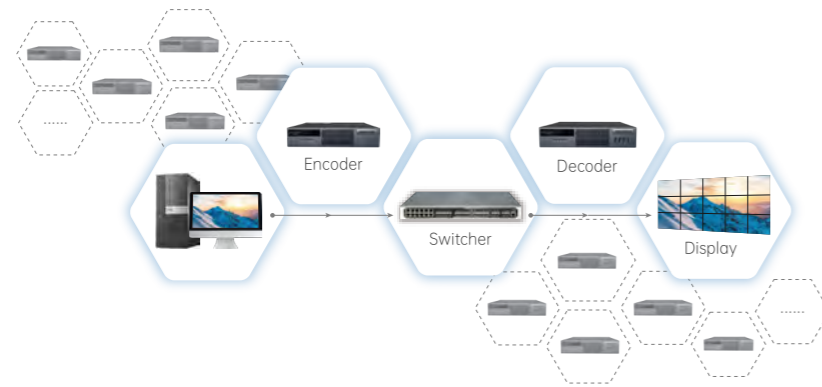 ......
Encoder
Decoder
Switcher
Display
......